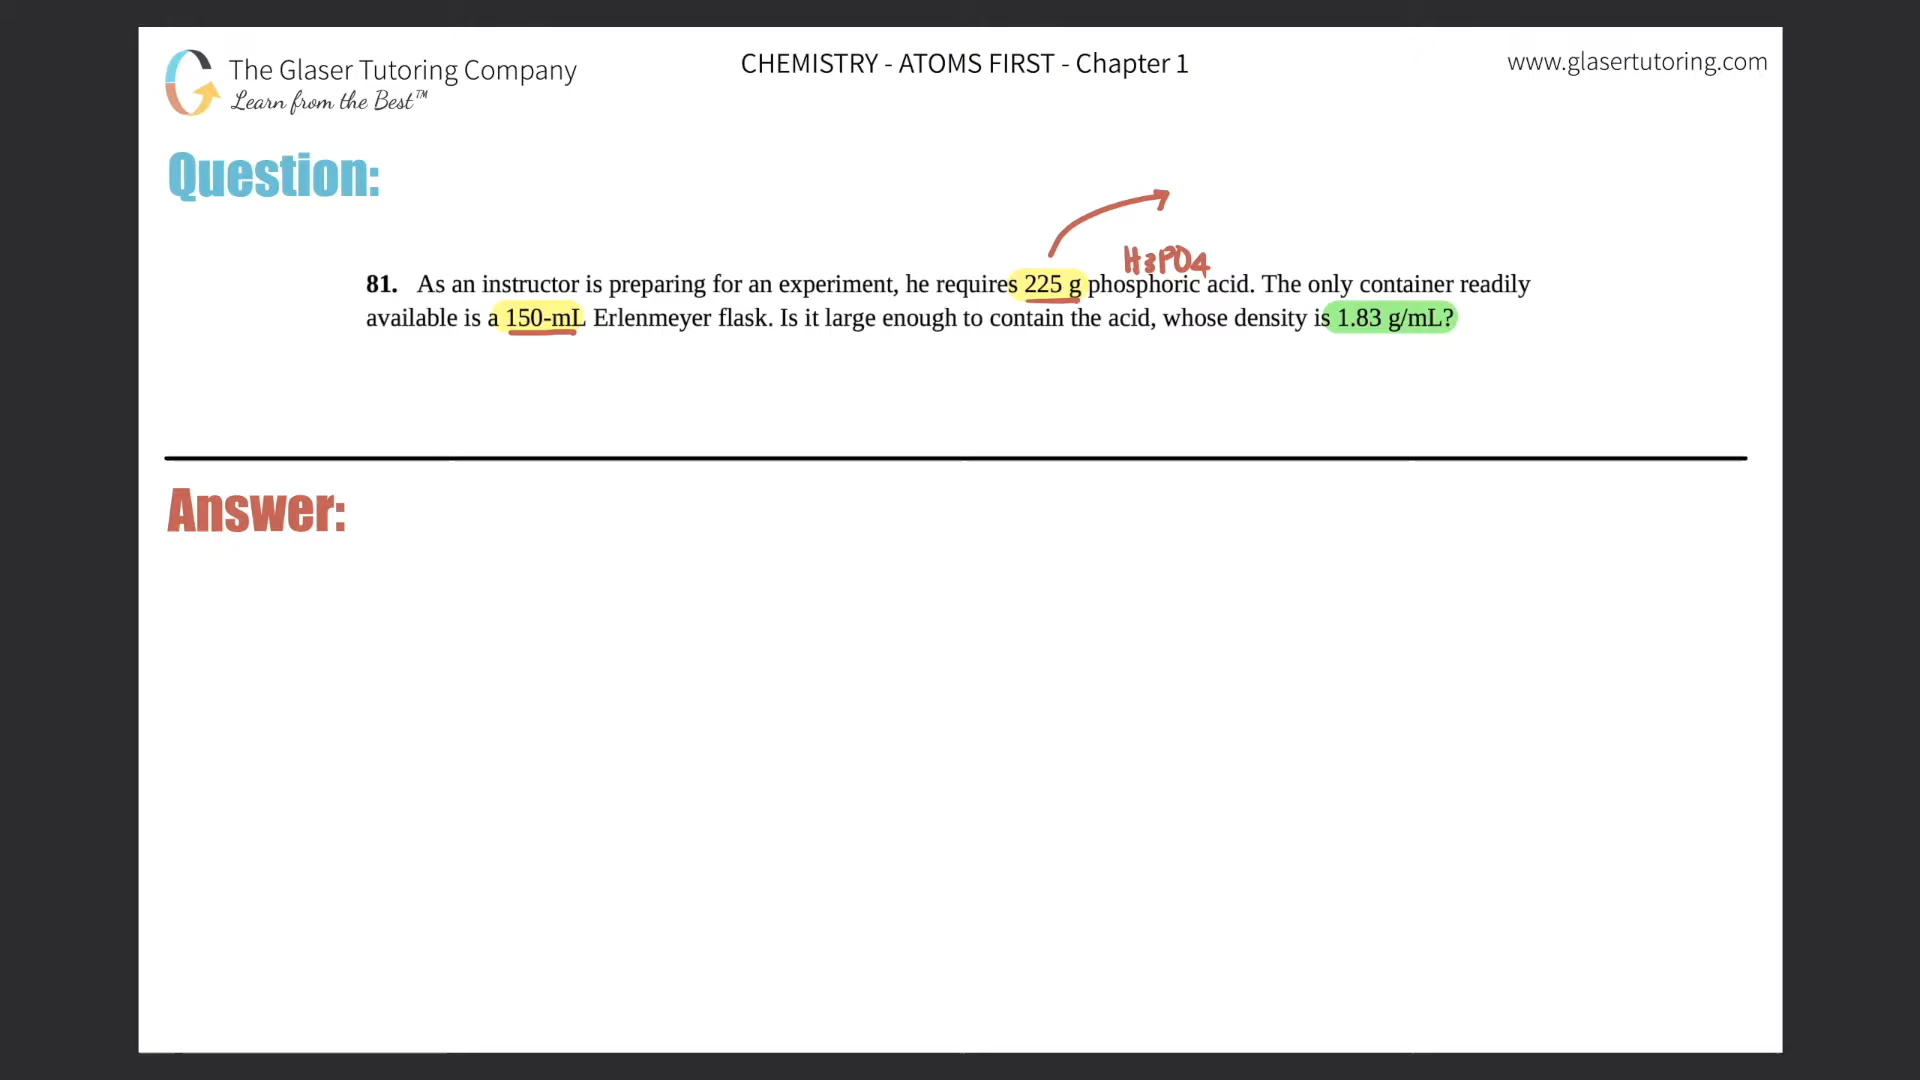 The Glaser Tutoring Company
Learn from the Best™
CHEMISTRY - ATOMS FIRST - Chapter 1
www.glasertutoring.com
Question:
H3PO4
81. As an instructor is preparing for an experiment, he requires 225 g phosphoric acid. The only container readily
available is a 150-mL Erlenmeyer flask. Is it large enough to contain the acid, whose density is 1.83 g/mL?
Answer: